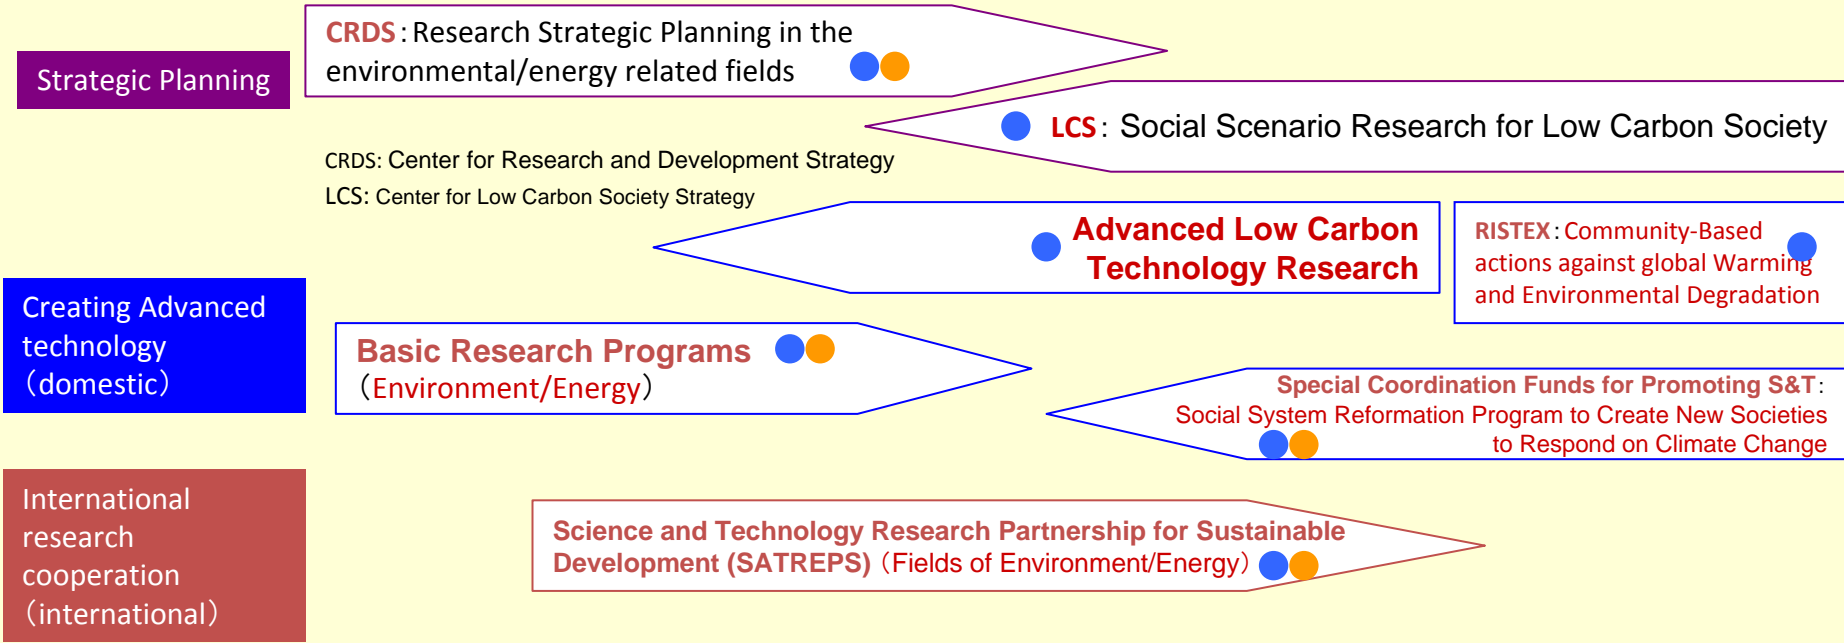 Strategic Planning
CRDS：Research Strategic Planning in the
environmental/energy related fields
LCS：Social Scenario Research for Low Carbon Society
CRDS: Center for Research and Development Strategy
LCS: Center for Low Carbon Society Strategy
Creating Advanced
technology
（domestic）
Advanced Low Carbon
Technology Research
RISTEX：Community-Based
actions against global Warming
and Environmental Degradation
Basic Research Programs
（Environment/Energy）
Special Coordination Funds for Promoting S&T：
Social System Reformation Program to Create New Societies
to Respond on Climate Change
International
research
cooperation
（international）
Science and Technology Research Partnership for Sustainable
Development (SATREPS)（Fields of Environment/Energy）